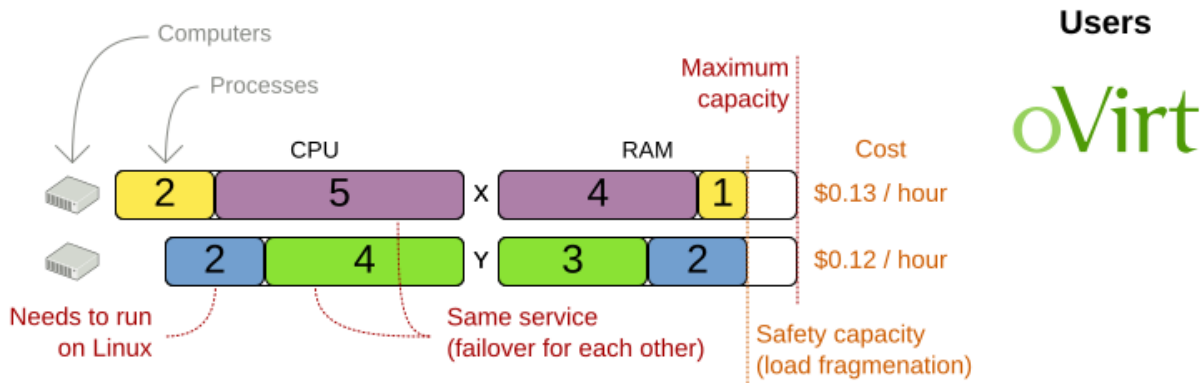 Users
Computers
Processes
Maximum
capacity
oVirt
CPU RAM Cost
2 5 X 4 1 $0.13 / hour
2 4 Y 3 2 $0.12 / hour
Needs to run
on Linux
Same service
(failover for each other)
Safety capacity
(load fragmenation)